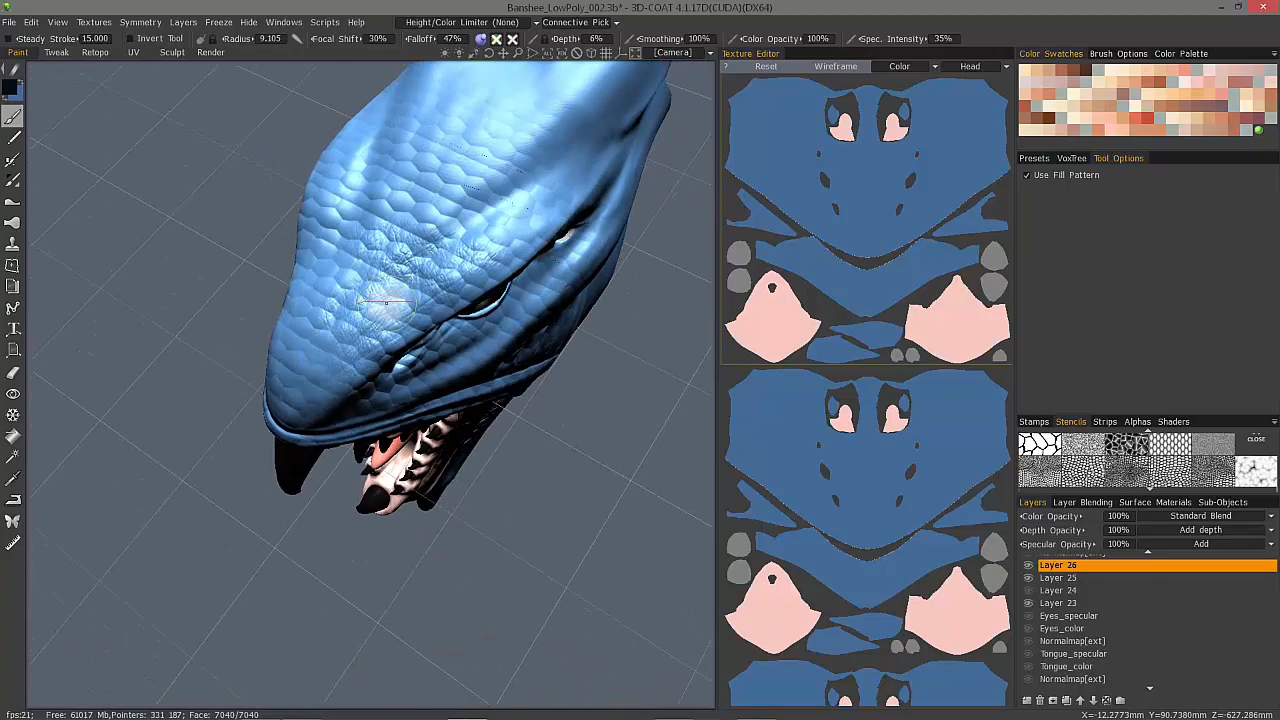 Banshee_LowPoly_002.3b* - 3D-COAT 4.1.17D(CUDA)(DX64)
File Edit View Textures Symmetry Layers Freeze Hide Windows Scripts Help Height/Color Limiter (None) Connective Pick
Steady Stroke 15.000 Invert Tool Radius 9.105 Focal Shift 30% Falloff 47% Depth 6% Smoothing 100% Color Opacity 100% Spec. Intensity 35%
Paint Tweak Retopo UV Sculpt Render [Camera]
Texture Editor
? Reset Wireframe Color Head
Color Swatches Brush Options Color Palette
Presets VoxTree Tool Options
Use Fill Pattern
Stamps Stencils Strips Alphas Shaders
CLOSE
Layers Layer Blending Surface Materials Sub-Objects
Color Opacity 100% Standard Blend
Depth Opacity 100% Add depth
Specular Opacity 100% Add
Layer 26
Layer 25
Layer 24
Layer 23
Eyes_specular
Eyes_color
Normalmap[ext]
Tongue_specular
Tongue_color
Normalmap[ext]
fps:21; Free: 61017 Mb,Pointers: 331 187; Face: 7040/7040 X=-12.2773mm Y=90.7380mm Z=-627.286mm